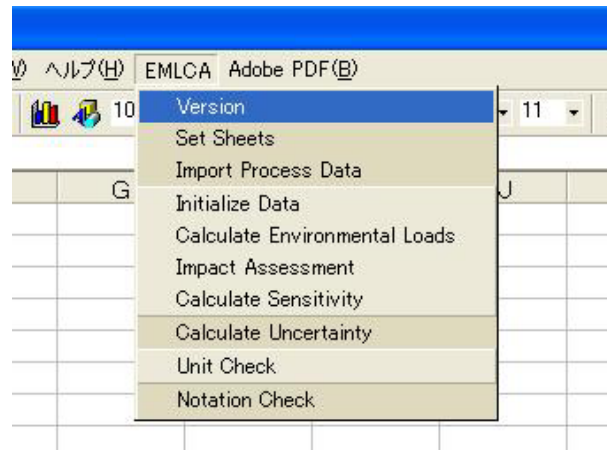 W) ヘルプ(H) EMLCA Adobe PDF(B)
10 11
G J
Version
Set Sheets
Import Process Data
Initialize Data
Calculate Environmental Loads
Impact Assessment
Calculate Sensitivity
Calculate Uncertainty
Unit Check
Notation Check